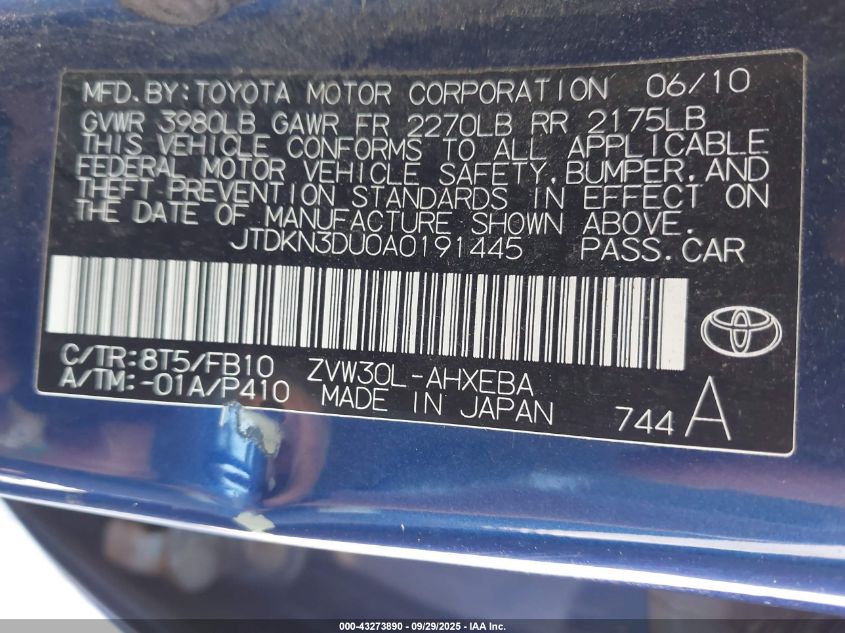 MFD.BY:TOYOTA MOTOR CORPORATION 06/10
GVWR 3980LB GAWR FR 2270LB RR 2175LB
THIS VEHICLE CONFORMS TO ALL APPLICABLE
FEDERAL MOTOR VEHICLE SAFETY, BUMPER, AND
THEFT PREVENTION STANDARDS IN EFFECT ON
THE DATE OF MANUFACTURE SHOWN ABOVE.
JTDKN3DU0A0191445 PASS.CAR
C/TR:8T5/FB10 ZVW30L-AHXEBA
A/TM:-01A/P410 MADE IN JAPAN 744 A
000-43273890 - 09/29/2025 - IAA Inc.